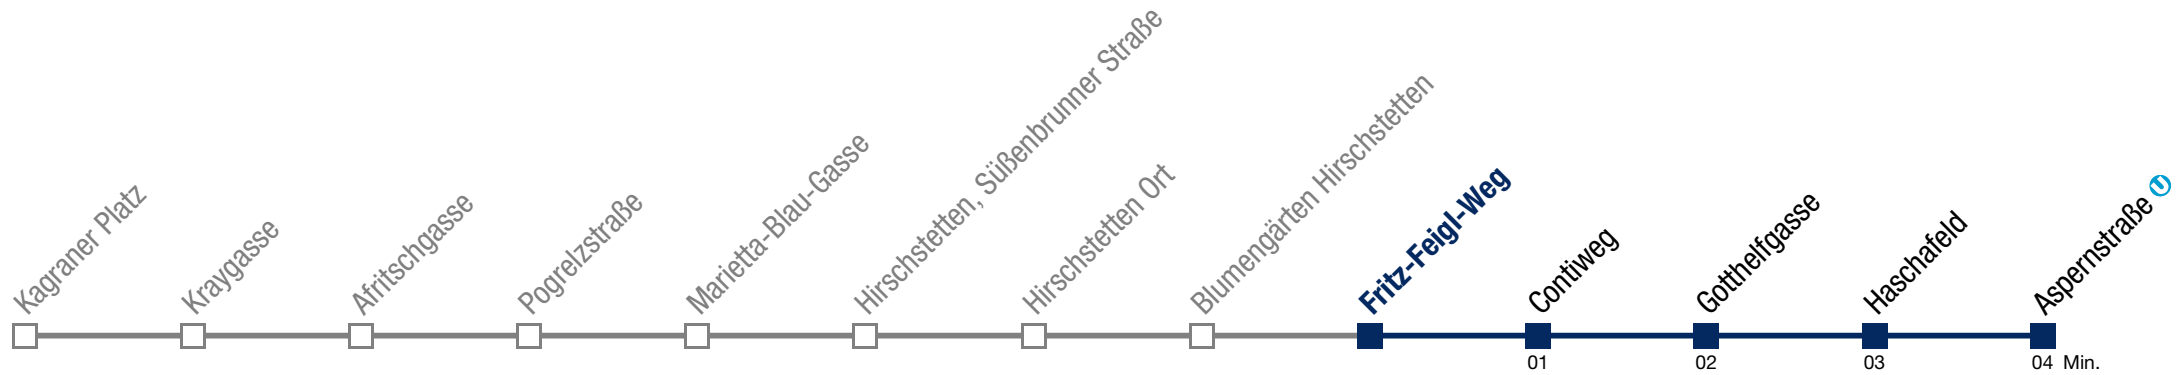 Kagraner Platz
Kraygasse
Afritschgasse
Pogrelzstraße
Marietta-Blau-Gasse
Hirschstetten, Süßenbrunner Straße
Hirschstetten Ort
Blumengärten Hirschstetten
Fritz-Feigl-Weg
Contiweg
Gotthelfgasse
Haschafeld
Aspernstraße U
01 02 03 04 Min.